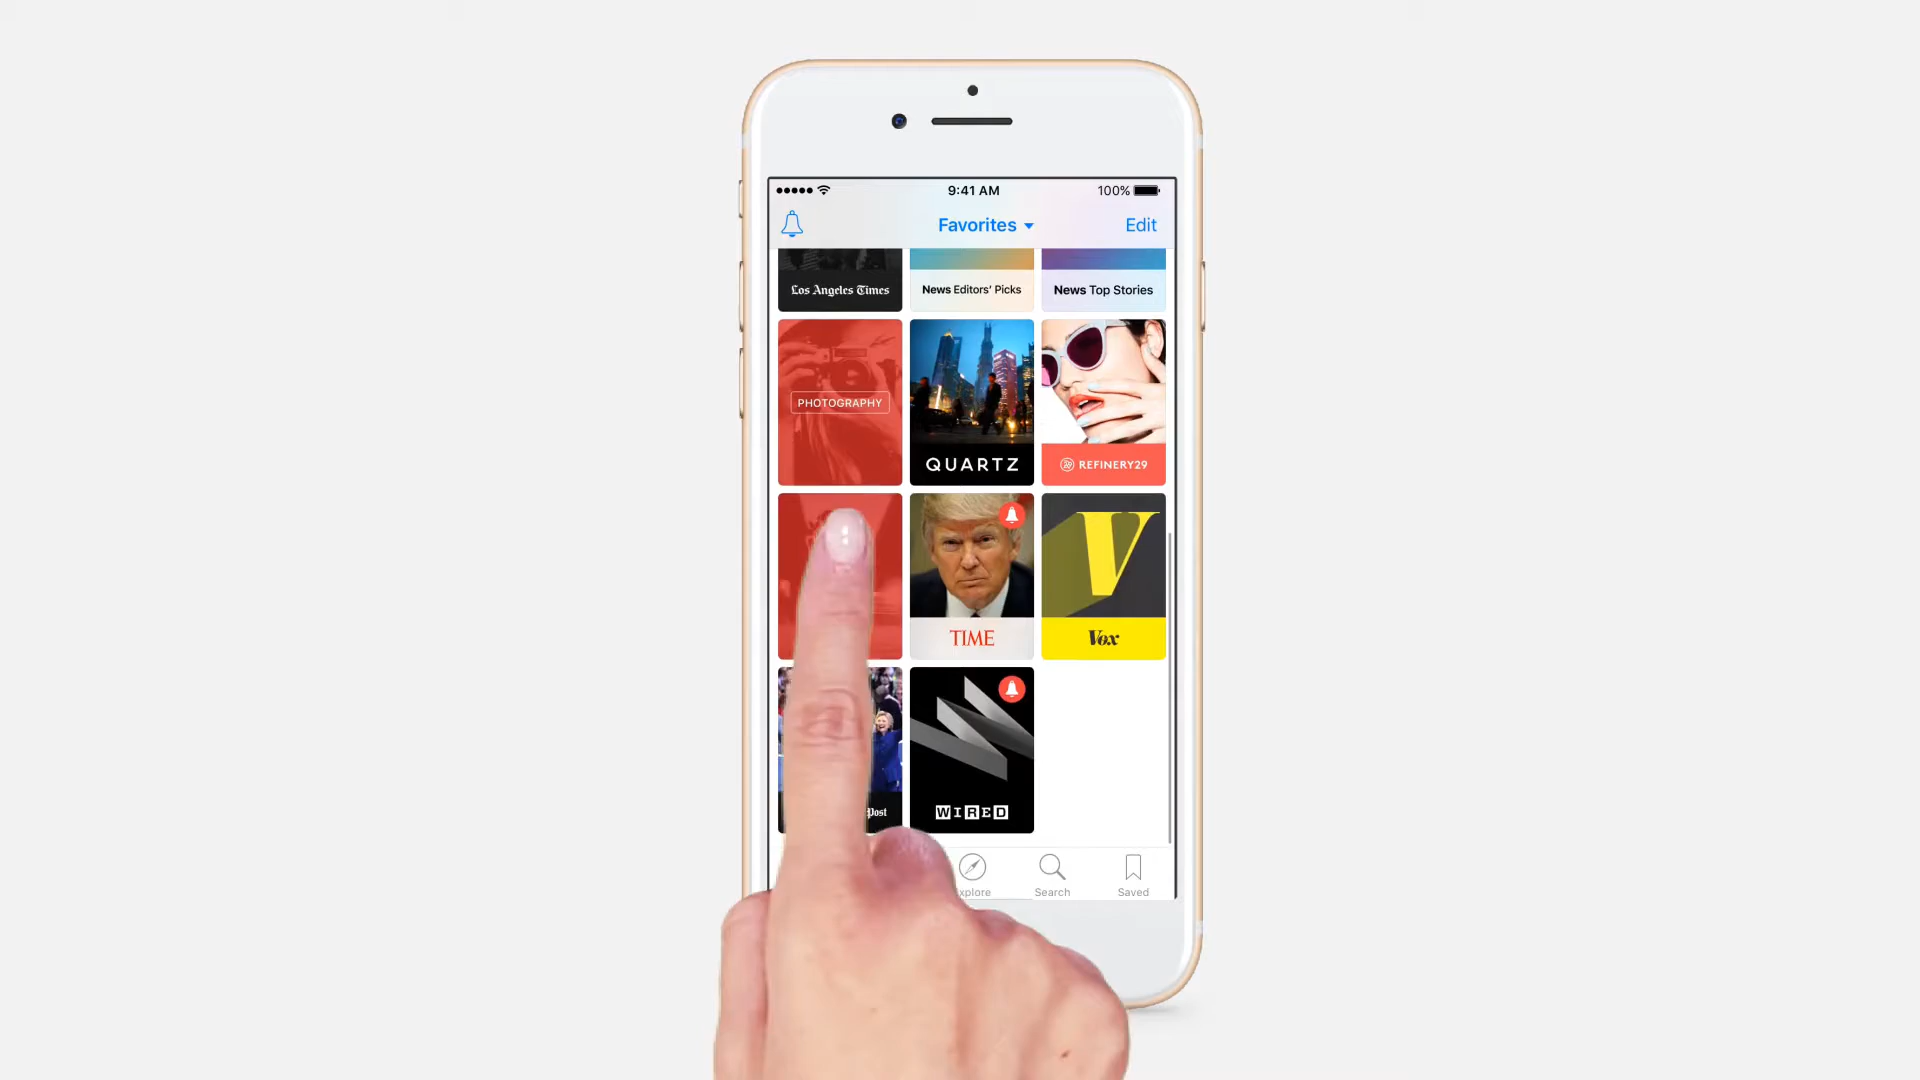 9:41 AM
100%
Favorites
Edit
Los Angeles Times
News Editors' Picks
News Top Stories
PHOTOGRAPHY
QUARTZ
REFINERY29
TIME
V
Vox
Post
WIRED
xplore
Search
Saved